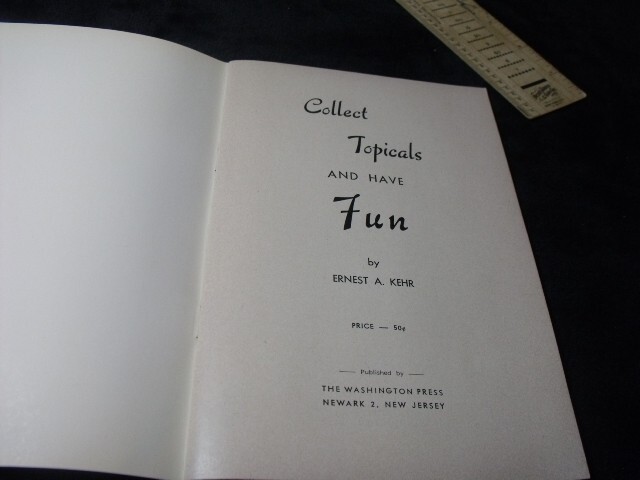 Collect
Topicals
AND HAVE
Fun
by
ERNEST A. KEHR
PRICE — 50¢
Published by
THE WASHINGTON PRESS
NEWARK 2, NEW JERSEY